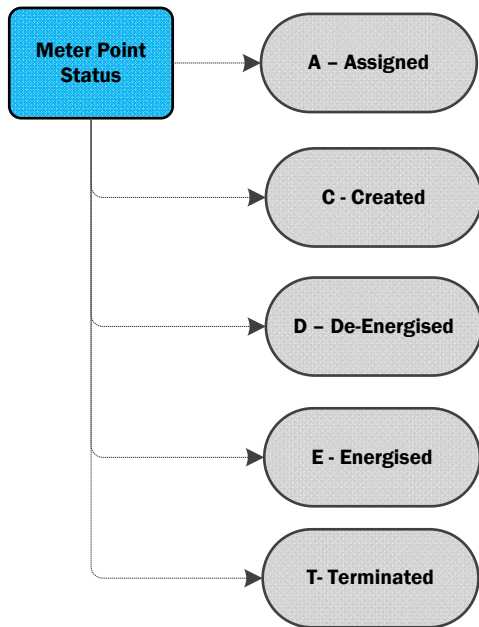 Meter Point
Status
A – Assigned
C - Created
D – De-Energised
E - Energised
T- Terminated